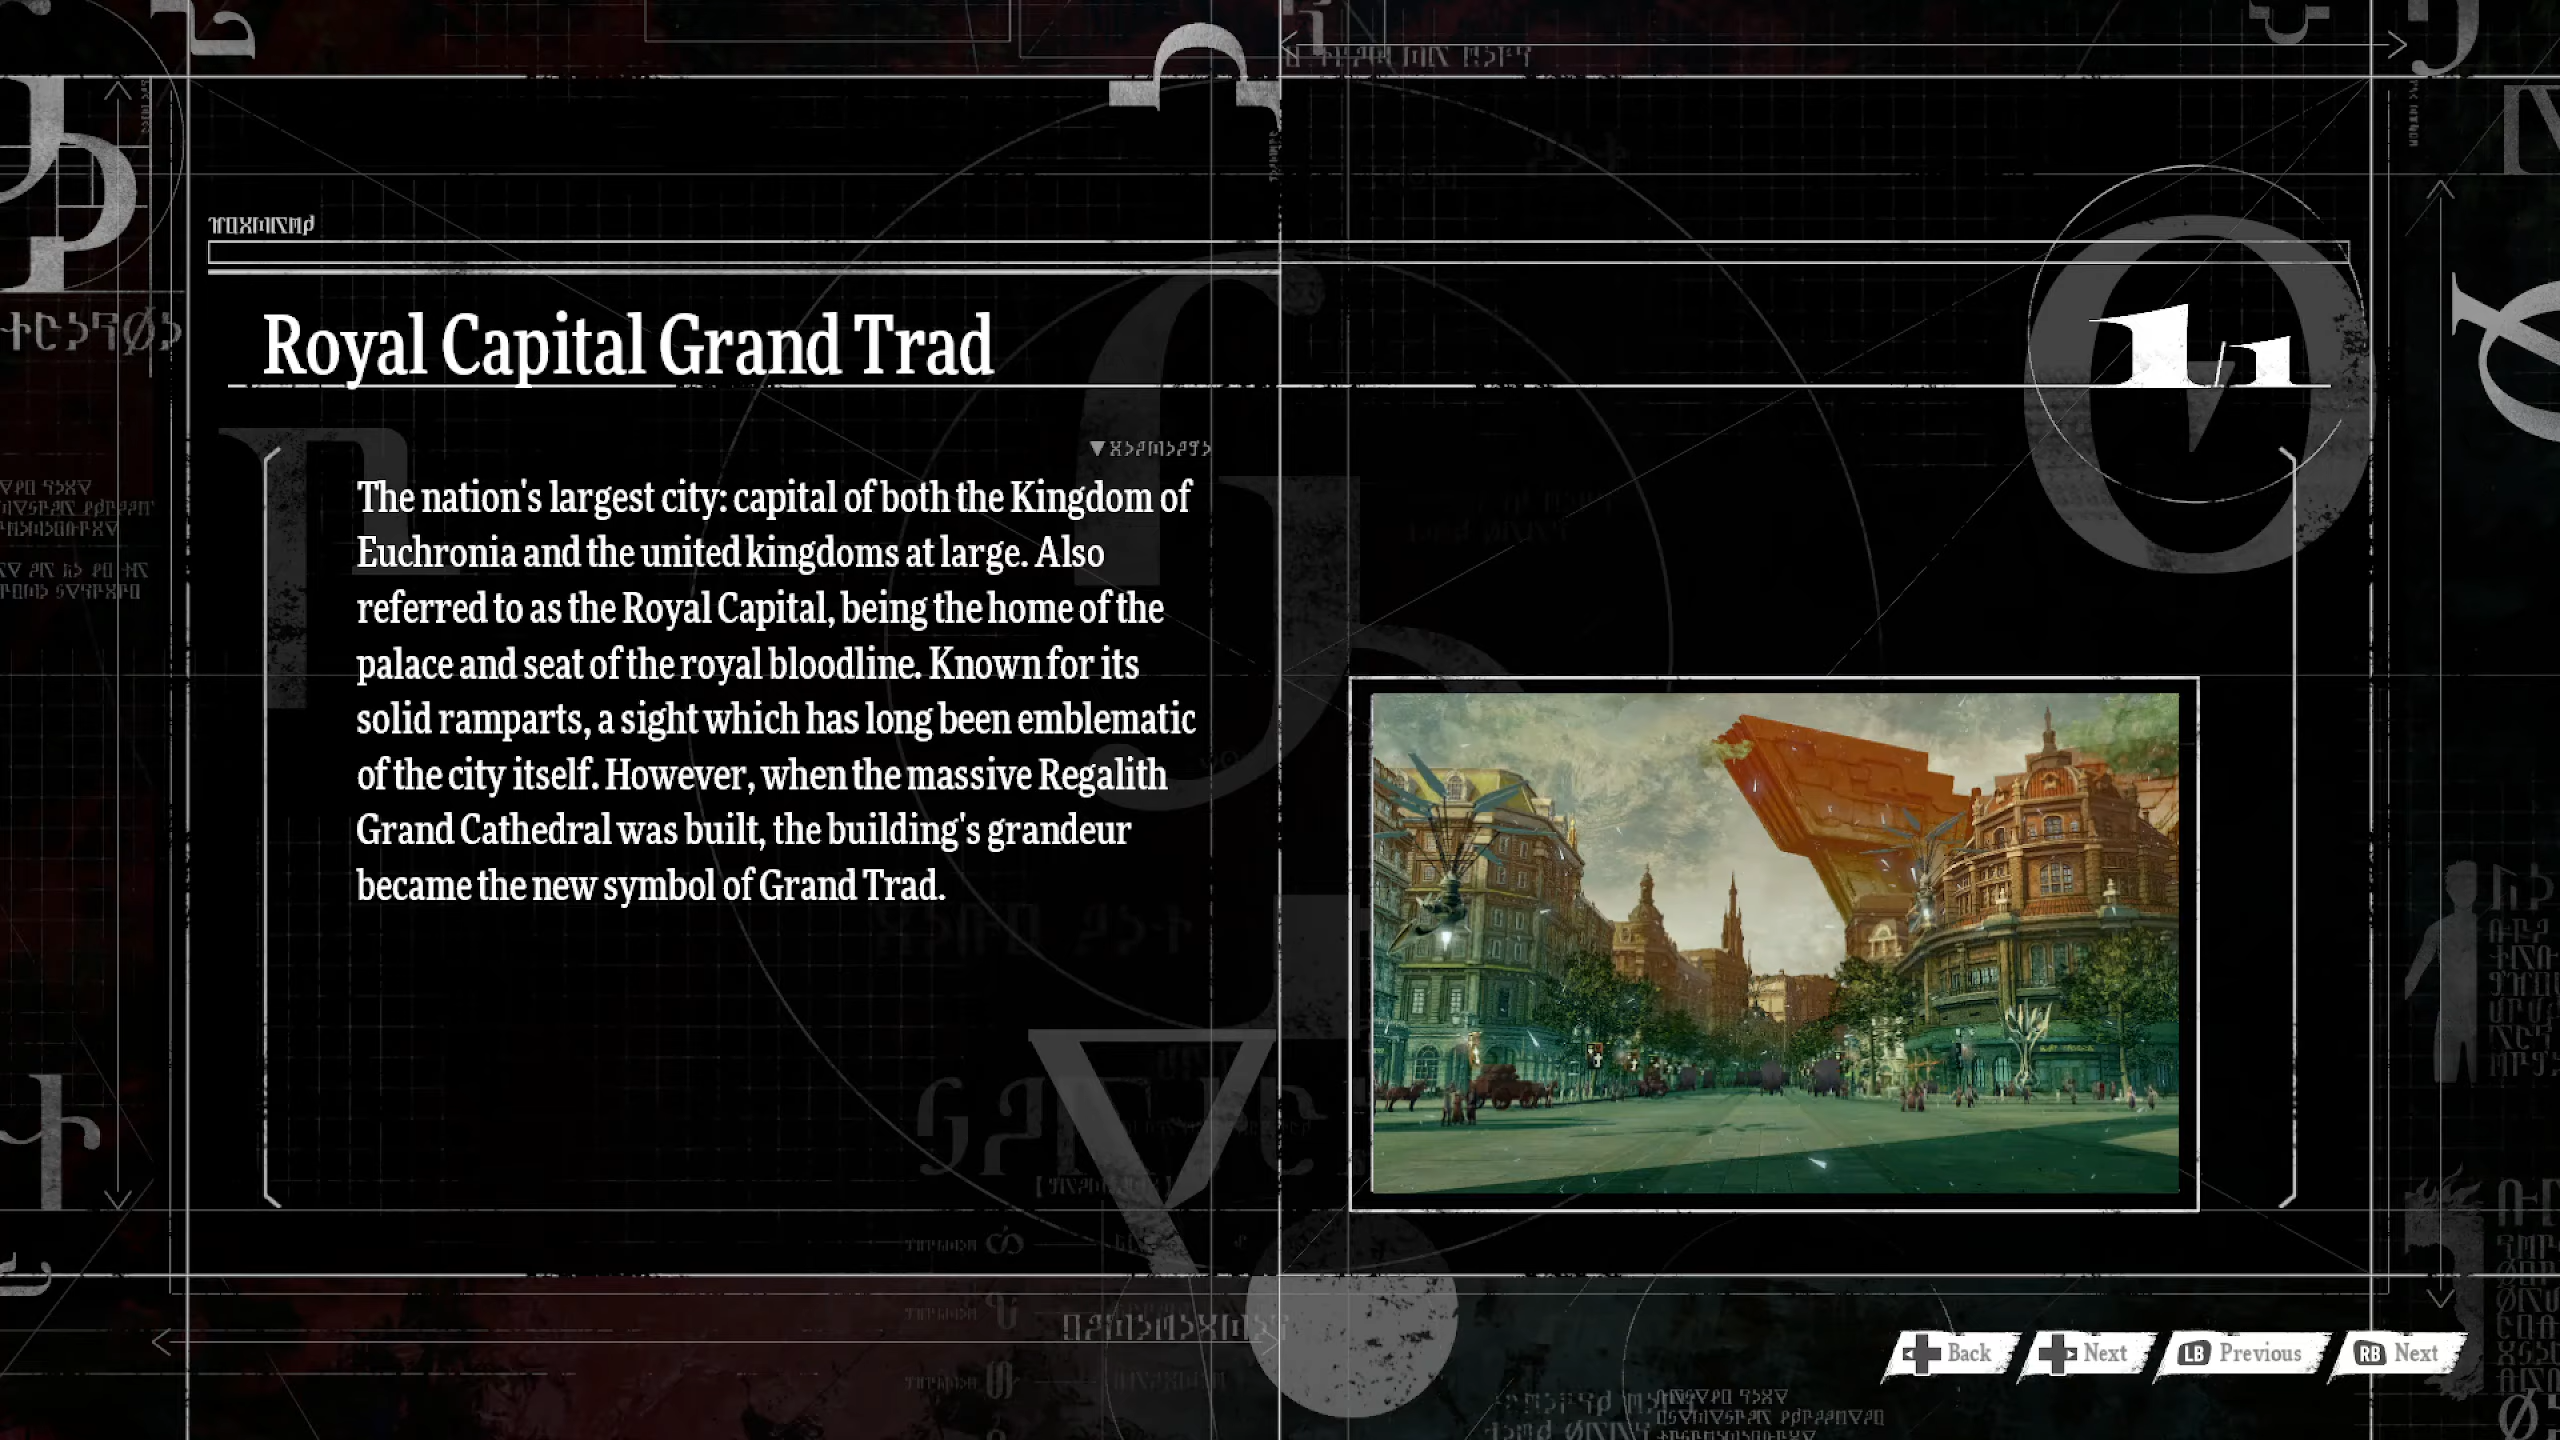 Royal Capital Grand Trad
1/1
The nation's largest city: capital of both the Kingdom of
Euchronia and the united kingdoms at large. Also
referred to as the Royal Capital, being the home of the
palace and seat of the royal bloodline. Known for its
solid ramparts, a sight which has long been emblematic
of the city itself. However, when the massive Regalith
Grand Cathedral was built, the building's grandeur
became the new symbol of Grand Trad.
Back
Next
LB Previous
RB Next